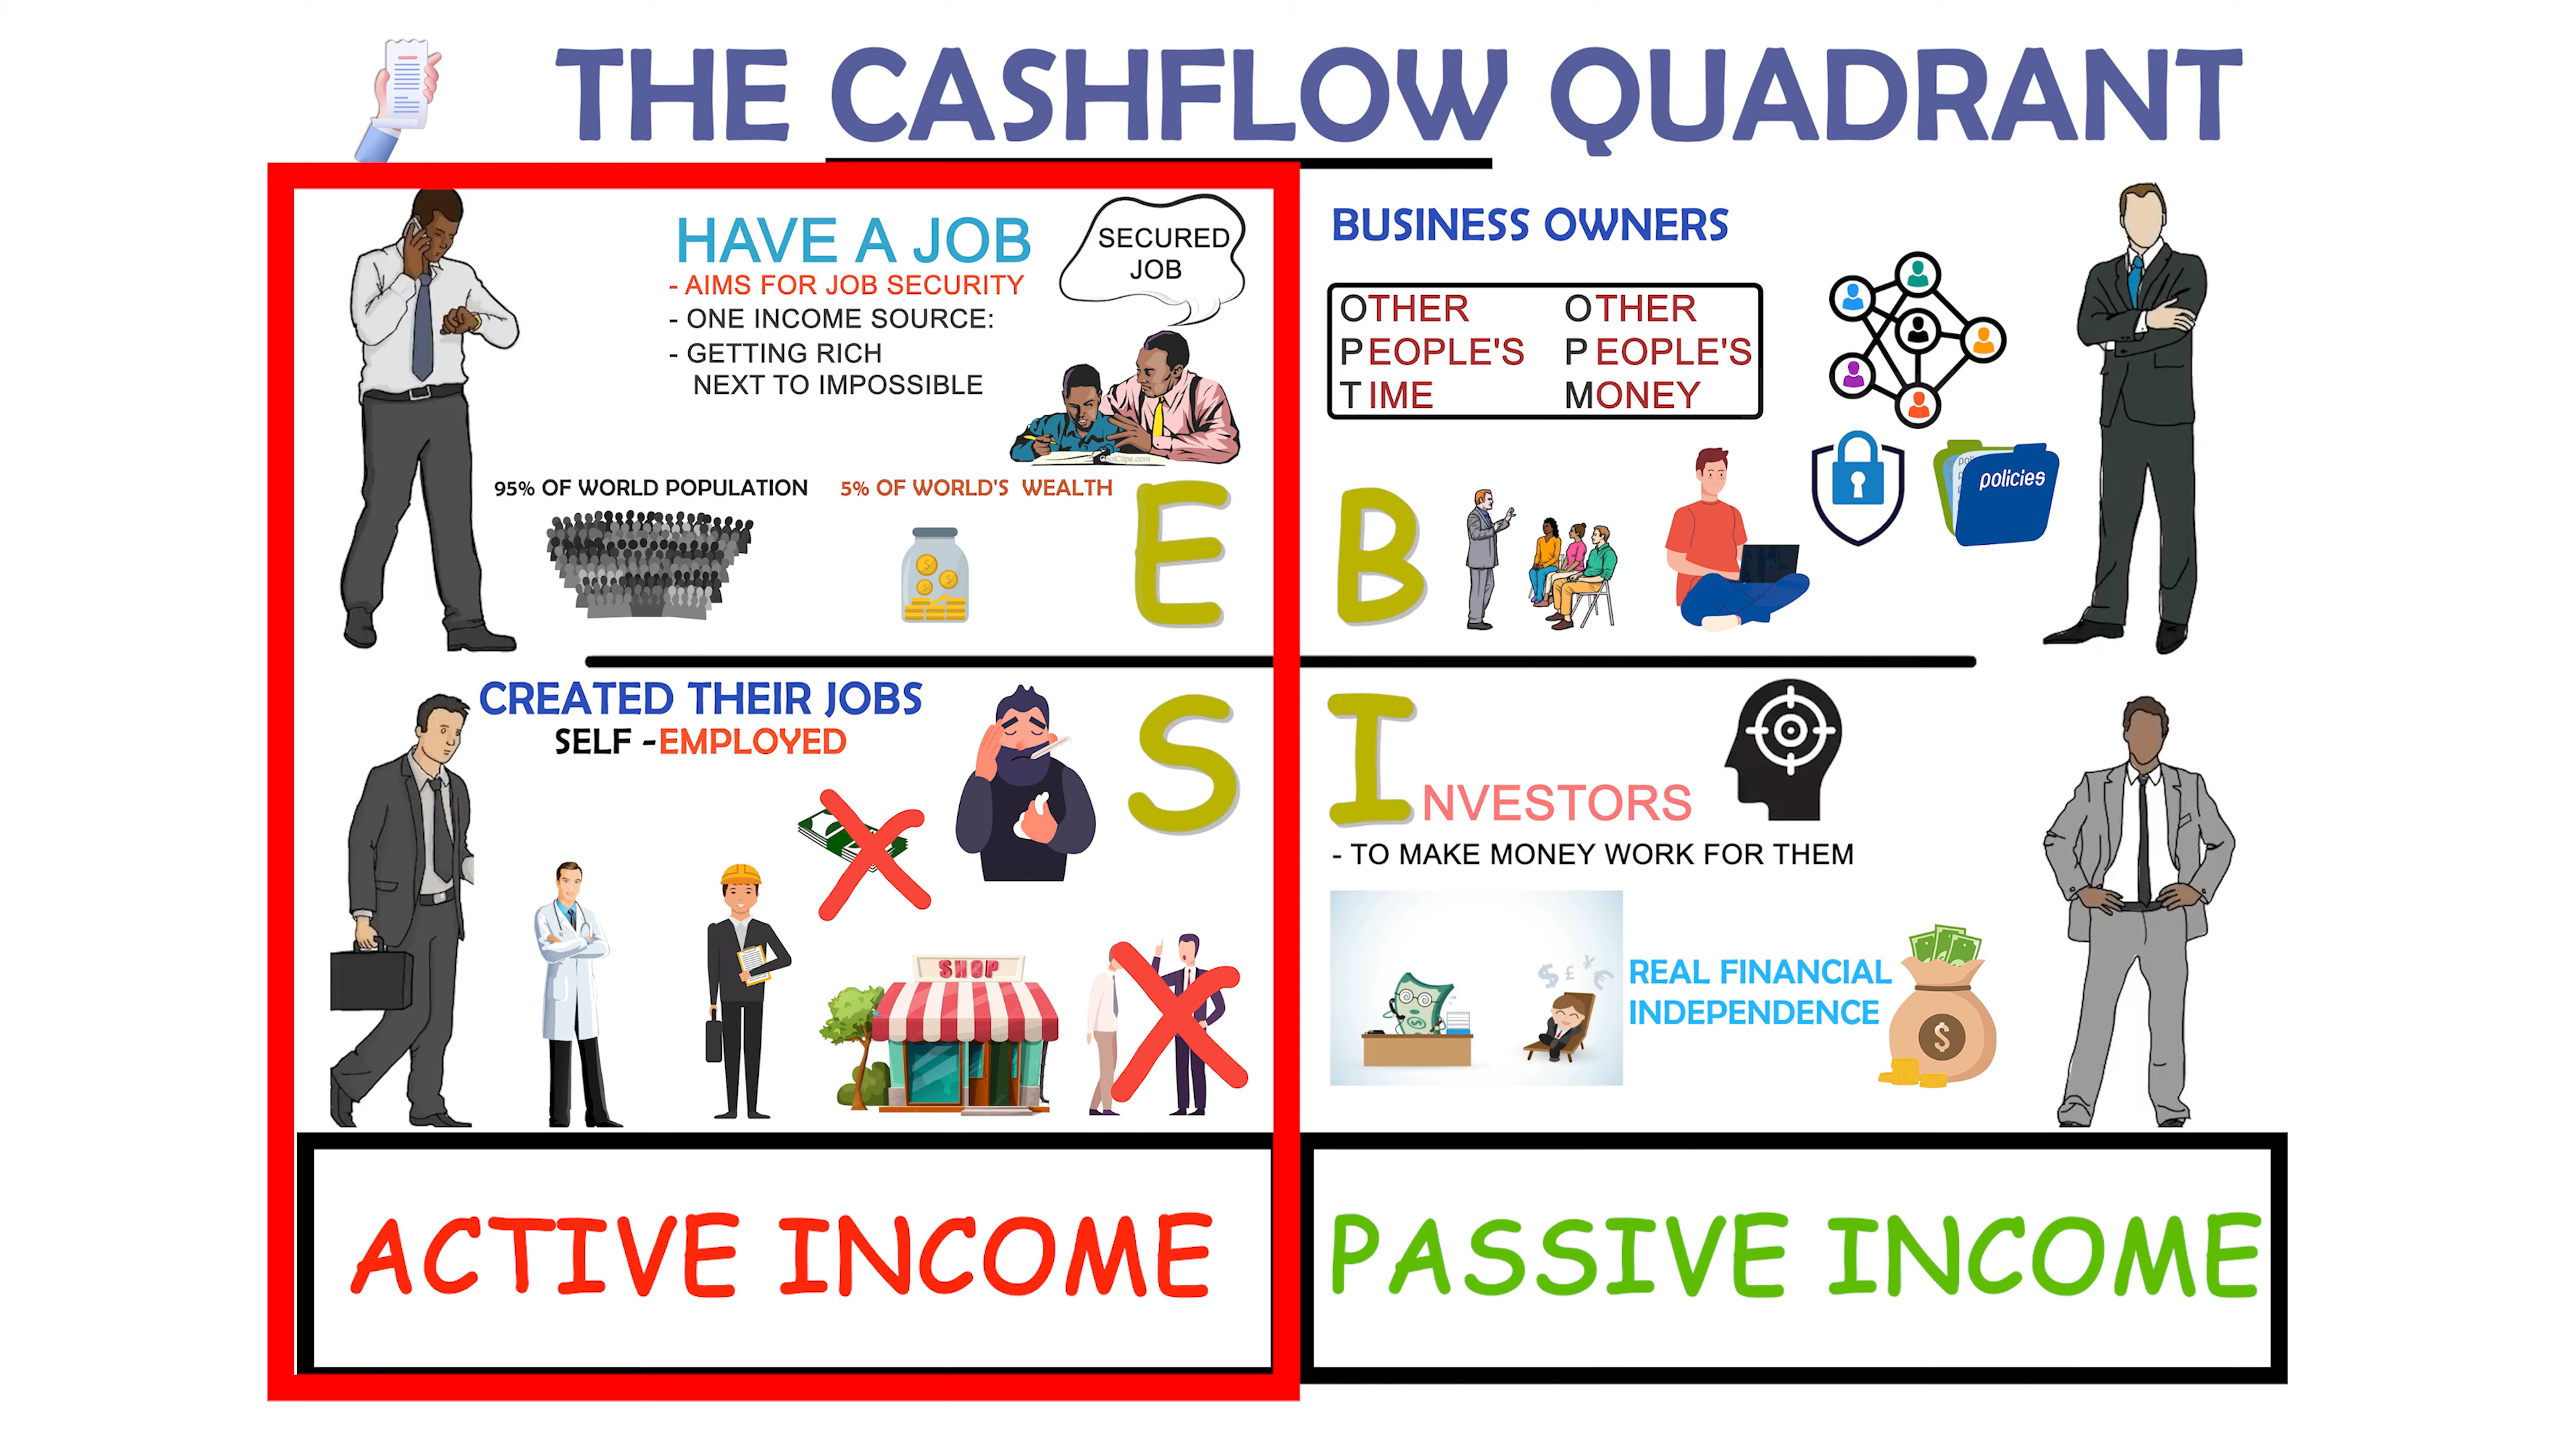 THE CASHFLOW QUADRANT
HAVE A JOB
- AIMS FOR JOB SECURITY
- ONE INCOME SOURCE:
- GETTING RICH
NEXT TO IMPOSSIBLE
SECURED
JOB
95% OF WORLD POPULATION
5% OF WORLD'S WEALTH
E
BUSINESS OWNERS
OTHER
PEOPLE'S
TIME
OTHER
PEOPLE'S
MONEY
policies
B
CREATED THEIR JOBS
SELF -EMPLOYED
S
SHOP
INVESTORS
- TO MAKE MONEY WORK FOR THEM
$ £ ¥ €
REAL FINANCIAL
INDEPENDENCE
$
ACTIVE INCOME
PASSIVE INCOME